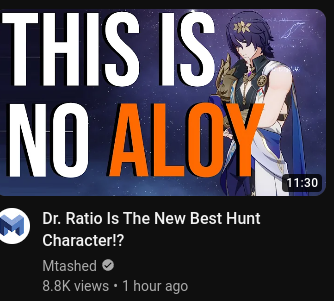 THIS IS
NO ALOY
11:30
Dr. Ratio Is The New Best Hunt
Character!?
Mtashed
8.8K views • 1 hour ago